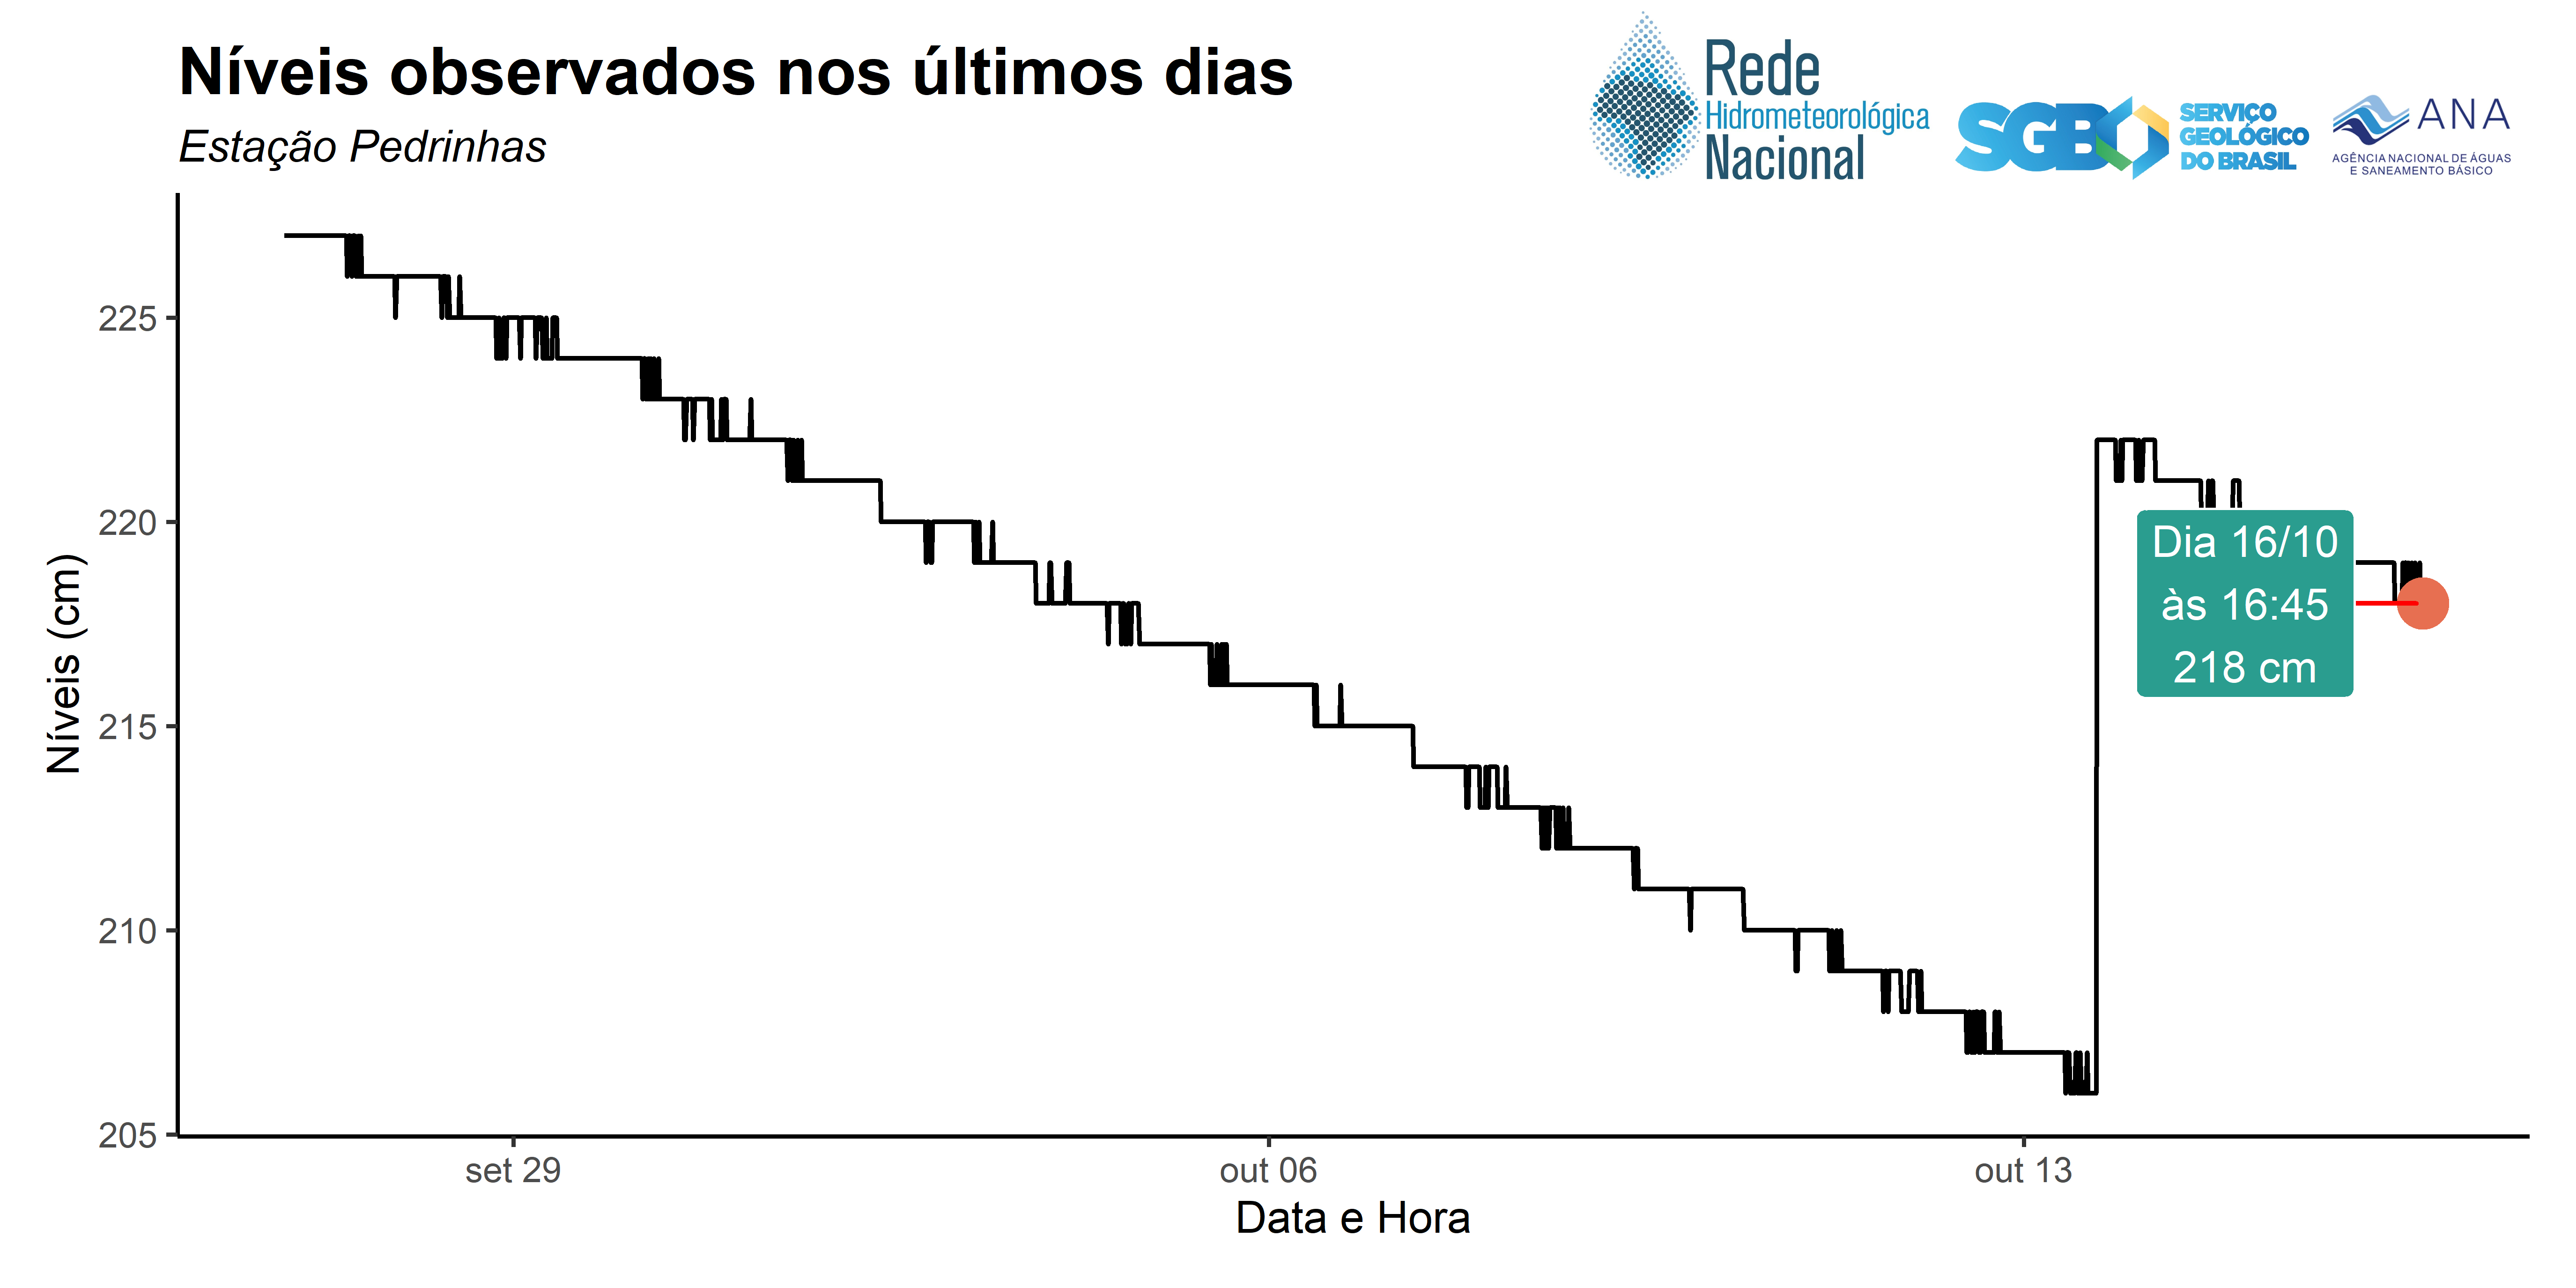 Níveis observados nos últimos dias
Estação Pedrinhas
Rede
Hidrometeorológica
Nacional
SGB
SERVIÇO
GEOLÓGICO
DO BRASIL
ANA
AGÊNCIA NACIONAL DE ÁGUAS
E SANEAMENTO BÁSICO
Níveis (cm)
225
220
215
210
205
Dia 16/10
às 16:45
218 cm
set 29
out 06
out 13
Data e Hora